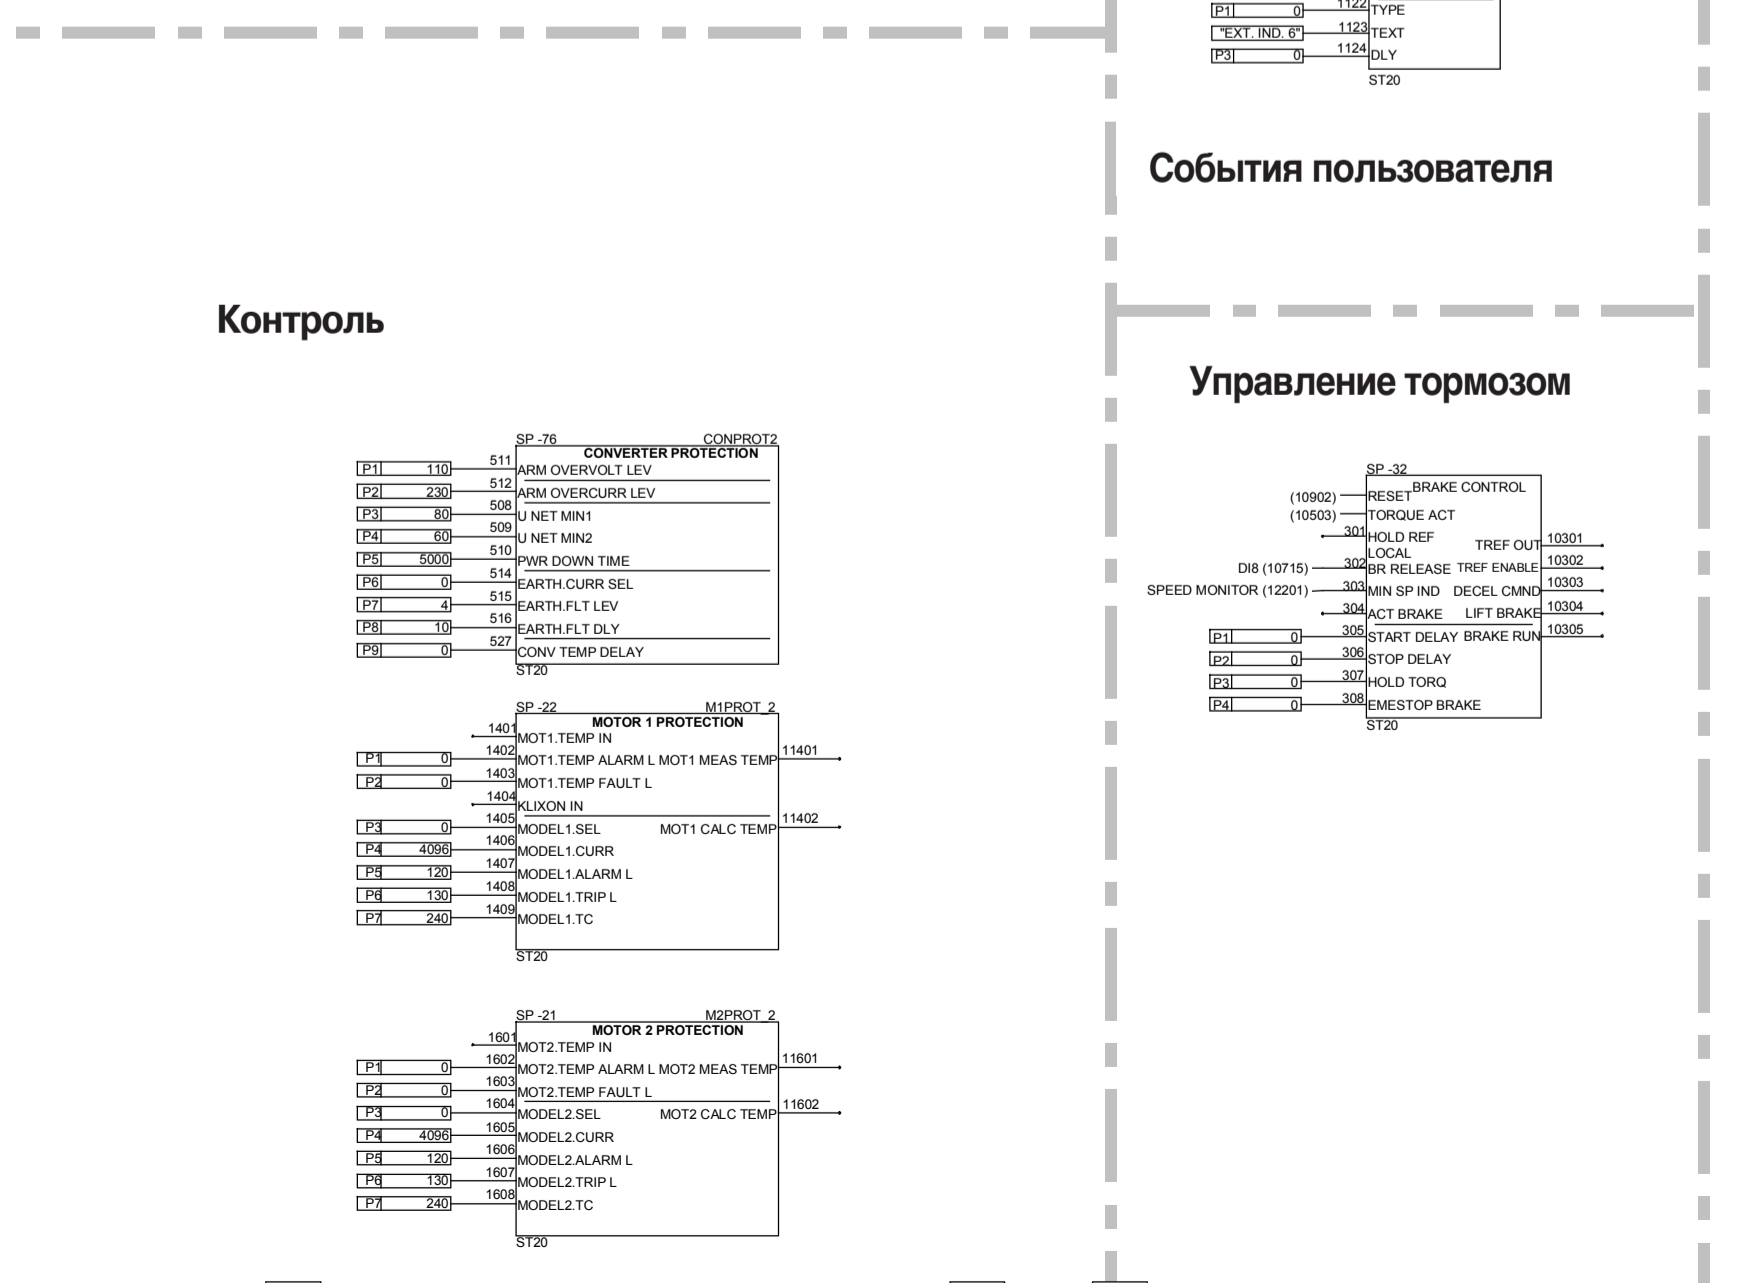 P1 0 1122 TYPE
"EXT. IND. 6" 1123 TEXT
P3 0 1124 DLY
ST20
События пользователя
Контроль
SP -76 CONPROT2
CONVERTER PROTECTION
P1 110 511 ARM OVERVOLT LEV
P2 230 512 ARM OVERCURR LEV
P3 80 508 U NET MIN1
P4 60 509 U NET MIN2
P5 5000 510 PWR DOWN TIME
P6 0 514 EARTH.CURR SEL
P7 4 515 EARTH.FLT LEV
P8 10 516 EARTH.FLT DLY
P9 0 527 CONV TEMP DELAY
ST20
SP -22 M1PROT_2
MOTOR 1 PROTECTION
1401 MOT1.TEMP IN
P1 0 1402 MOT1.TEMP ALARM L MOT1 MEAS TEMP 11401
P2 0 1403 MOT1.TEMP FAULT L
1404 KLIXON IN
P3 0 1405 MODEL1.SEL MOT1 CALC TEMP 11402
P4 4096 1406 MODEL1.CURR
P5 120 1407 MODEL1.ALARM L
P6 130 1408 MODEL1.TRIP L
P7 240 1409 MODEL1.TC
ST20
SP -21 M2PROT_2
MOTOR 2 PROTECTION
1601 MOT2.TEMP IN
P1 0 1602 MOT2.TEMP ALARM L MOT2 MEAS TEMP 11601
P2 0 1603 MOT2.TEMP FAULT L
P3 0 1604 MODEL2.SEL MOT2 CALC TEMP 11602
P4 4096 1605 MODEL2.CURR
P5 120 1606 MODEL2.ALARM L
P6 130 1607 MODEL2.TRIP L
P7 240 1608 MODEL2.TC
ST20
Управление тормозом
SP -32
BRAKE CONTROL
(10902) RESET
(10503) TORQUE ACT
301 HOLD REF TREF OUT 10301
LOCAL
DI8 (10715) 302 BR RELEASE TREF ENABLE 10302
SPEED MONITOR (12201) 303 MIN SP IND DECEL CMND 10303
304 ACT BRAKE LIFT BRAKE 10304
P1 0 305 START DELAY BRAKE RUN 10305
P2 0 306 STOP DELAY
P3 0 307 HOLD TORQ
P4 0 308 EMESTOP BRAKE
ST20